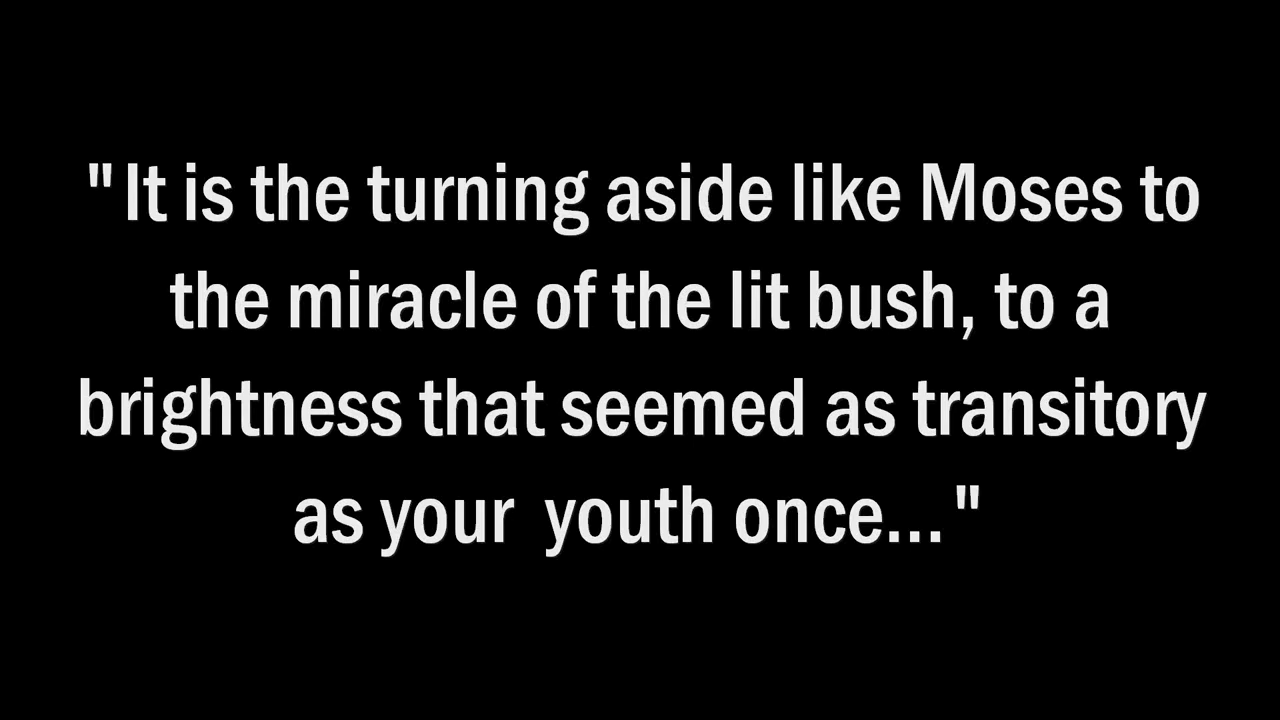 "It is the turning aside like Moses to
the miracle of the lit bush, to a
brightness that seemed as transitory
as your  youth once..."